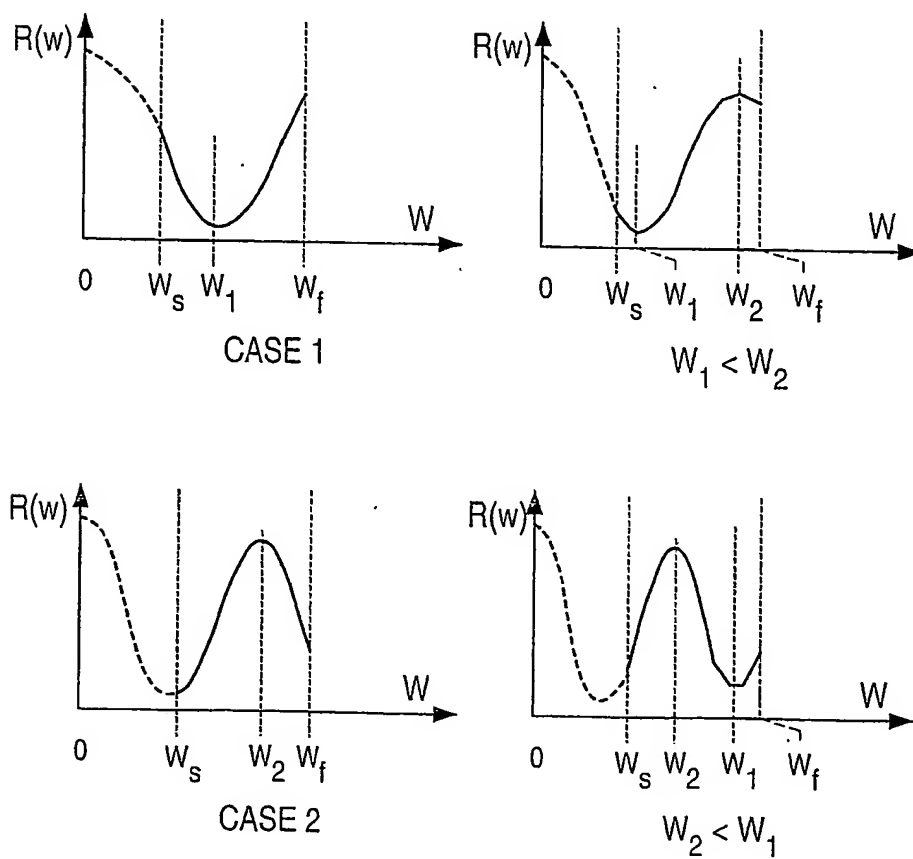 R(w)
W
0
W_s
W_1
W_f
CASE 1
R(w)
W
0
W_s
W_1
W_2
W_f
W_1 < W_2
R(w)
W
0
W_s
W_2
W_f
CASE 2
R(w)
W
0
W_s
W_2
W_1
W_f
W_2 < W_1